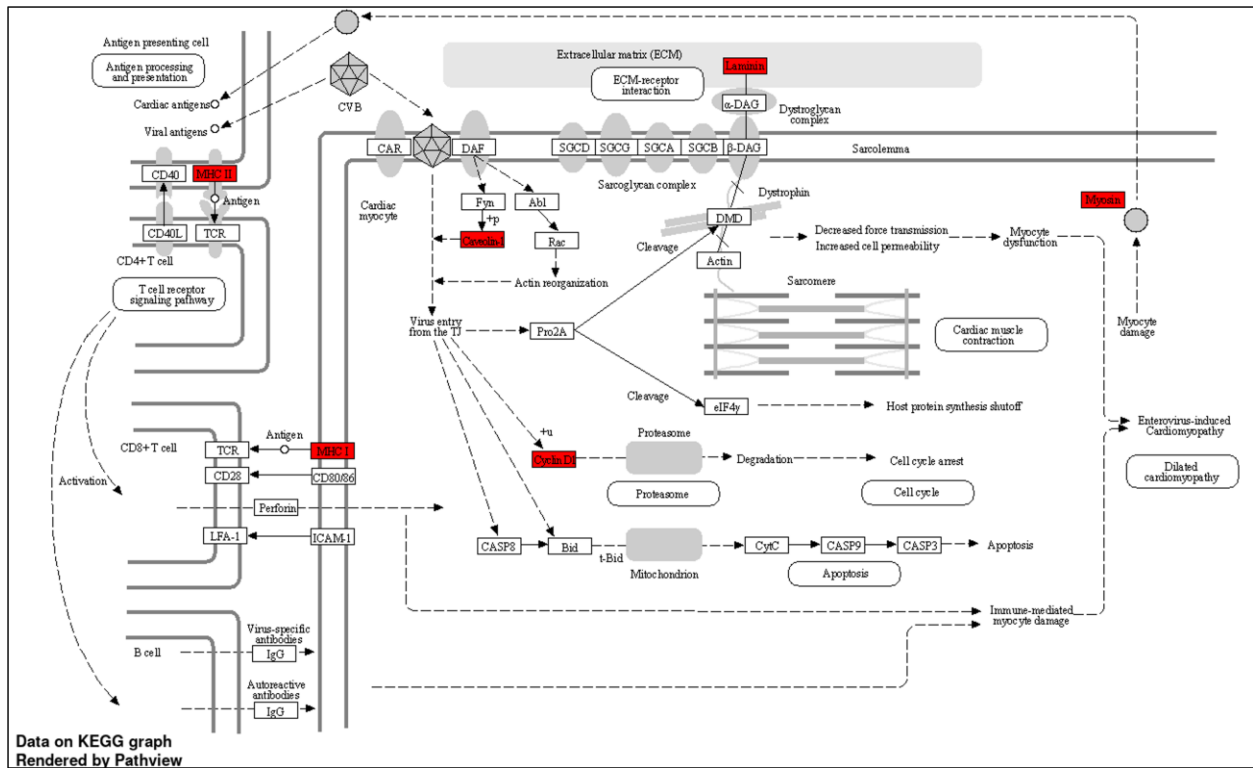 Antigen presenting cell
Antigen processing
and presentation
Cardiac antigens
Viral antigens
CVB
Extracellular matrix (ECM)
ECM-receptor
interaction
Laminin
α-DAG
Dystroglycan
complex
CAR
DAF
SGCD
SGCG
SGCA
SGCB
β-DAG
Sarcolemma
Sarcoglycan complex
CD40
MHC II
Antigen
CD40L
TCR
CD4+ T cell
T cell receptor
signaling pathway
Cardiac
myocyte
Fyn
Abl
+p
Caveolin-1
Rac
Actin reorganization
Dystrophin
DMD
Cleavage
Actin
Decreased force transmission
Increased cell permeability
Myocyte
dysfunction
Myosin
Myocyte
damage
Sarcomere
Cardiac muscle
contraction
Virus entry
from the TJ
Pro2A
Cleavage
eIF4γ
Host protein synthesis shutoff
Enterovirus-induced
Cardiomyopathy
Dilated
cardiomyopathy
CD8+ T cell
TCR
Antigen
MHC I
CD28
CD80/86
Activation
Perforin
LFA-1
ICAM-1
+u
Cyclin D1
Proteasome
Proteasome
Degradation
Cell cycle arrest
Cell cycle
CASP8
Bid
t-Bid
Mitochondrion
CytC
CASP9
CASP3
Apoptosis
Apoptosis
Immune-mediated
myocyte damage
Virus-specific
antibodies
B cell
IgG
Autoreactive
antibodies
IgG
Data on KEGG graph
Rendered by Pathview